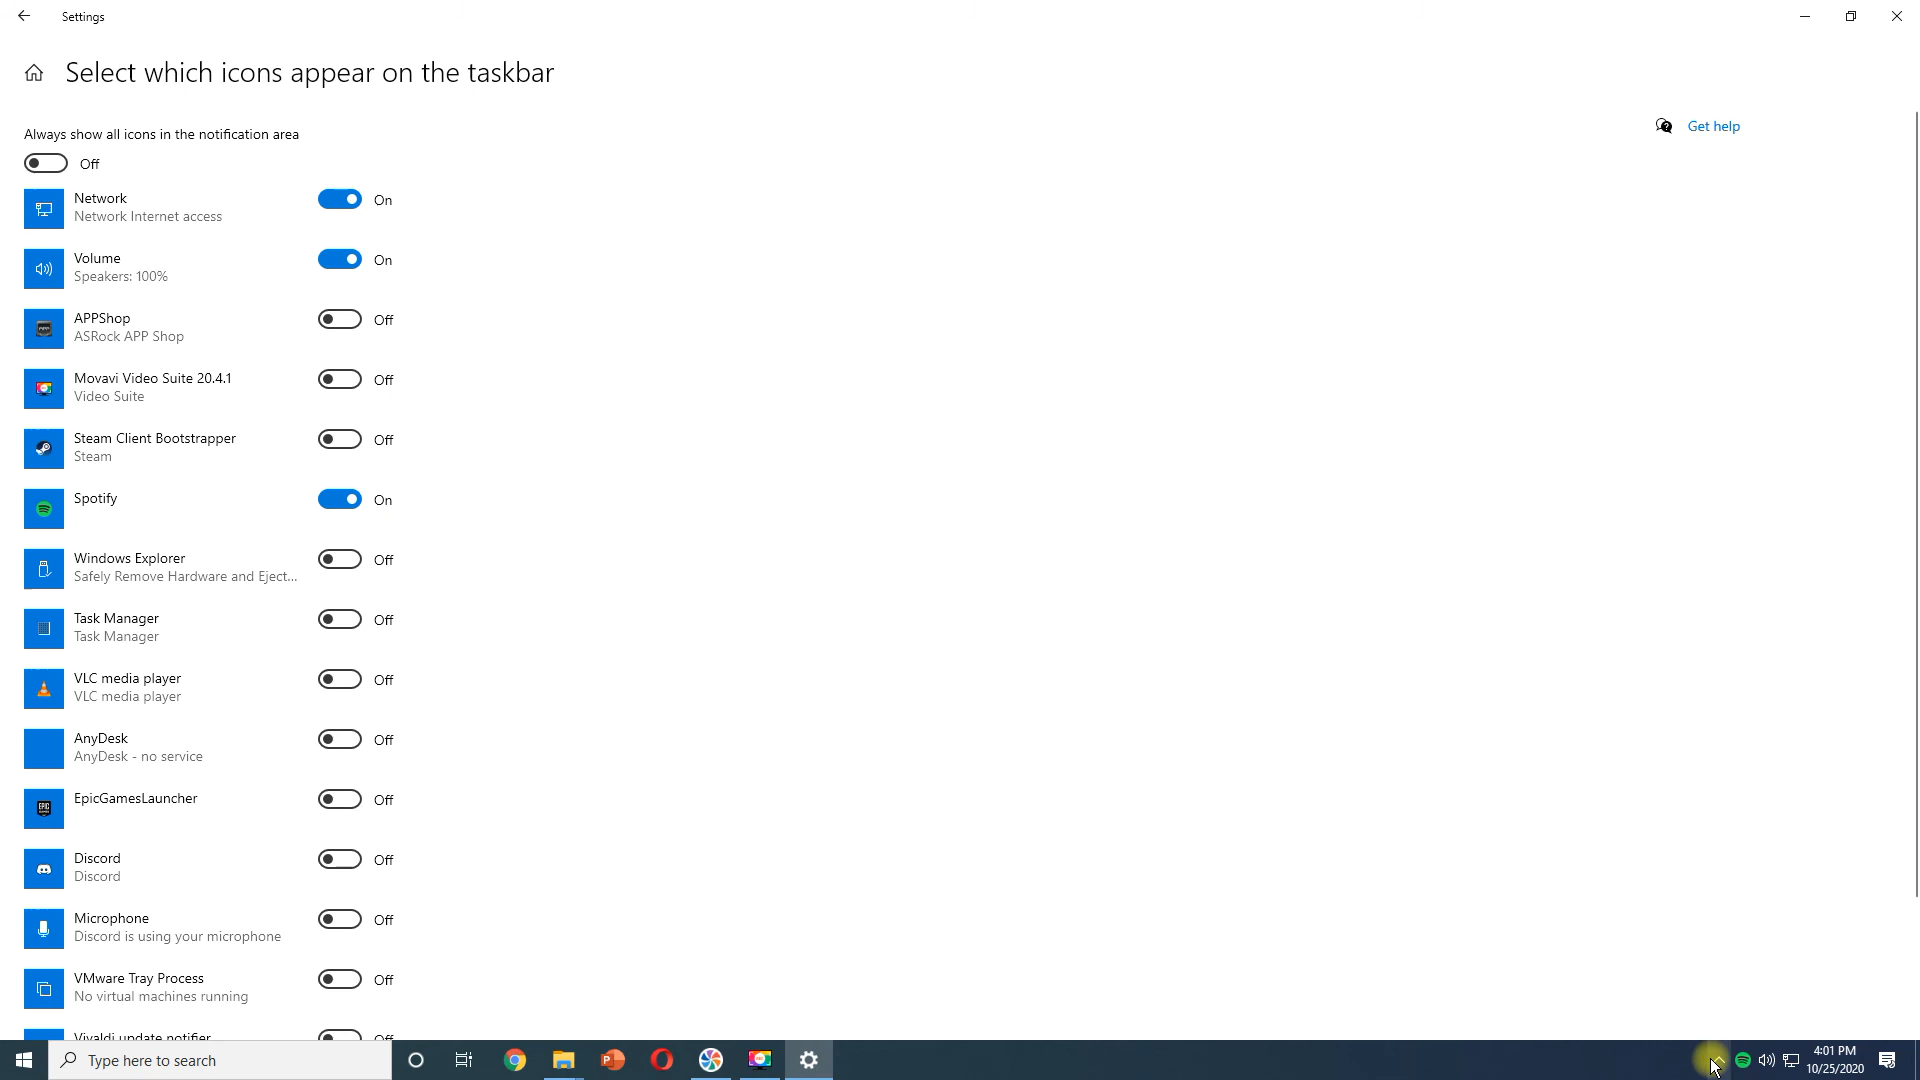 Settings
Select which icons appear on the taskbar
Always show all icons in the notification area
Get help
Off
Network
Network Internet access
On
Volume
Speakers: 100%
On
APPShop
ASRock APP Shop
Off
Movavi Video Suite 20.4.1
Video Suite
Off
Steam Client Bootstrapper
Steam
Off
Spotify
On
Windows Explorer
Safely Remove Hardware and Eject...
Off
Task Manager
Task Manager
Off
VLC media player
VLC media player
Off
AnyDesk
AnyDesk - no service
Off
EpicGamesLauncher
Off
Discord
Discord
Off
Microphone
Discord is using your microphone
Off
VMware Tray Process
No virtual machines running
Off
Vivaldi update notifier
Off
Type here to search
4:01 PM
10/25/2020